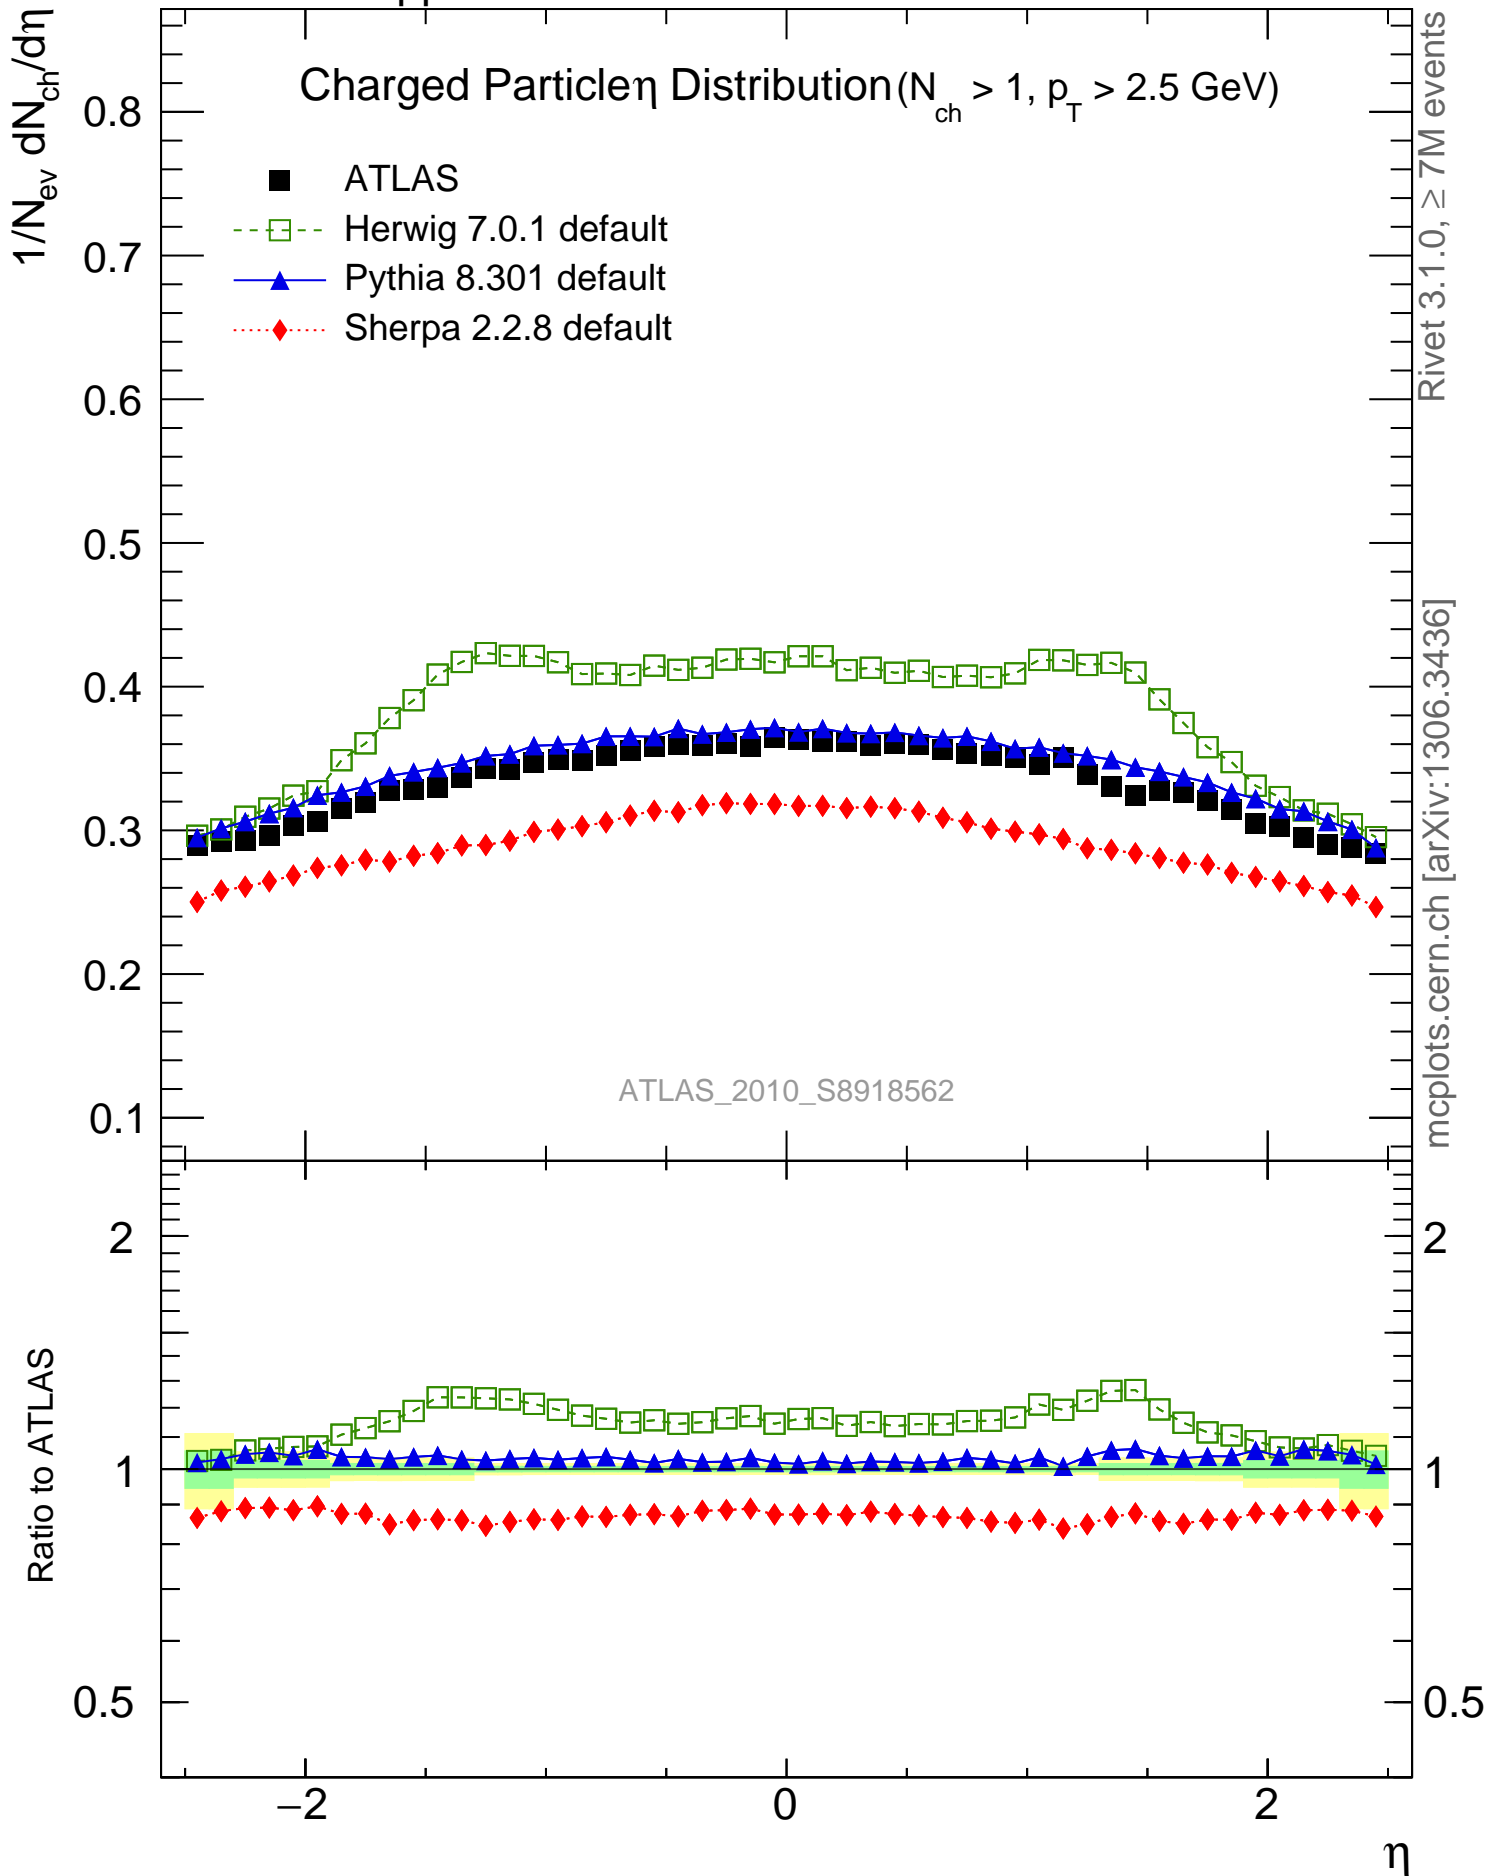 pp
1/N_ev dN_ch/dη
Charged Particleη Distribution (N_ch > 1, p_T > 2.5 GeV)
ATLAS
Herwig 7.0.1 default
Pythia 8.301 default
Sherpa 2.2.8 default
0.8
0.7
0.6
0.5
0.4
0.3
0.2
0.1
ATLAS_2010_S8918562
Rivet 3.1.0, ≥ 7M events
mcplots.cern.ch [arXiv:1306.3436]
Ratio to ATLAS
2
1
0.5
2
1
0.5
−2
0
2
η